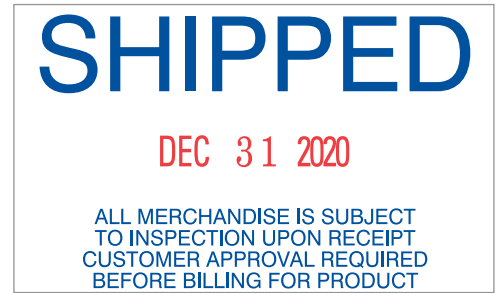 SHIPPED
DEC 31 2020
ALL MERCHANDISE IS SUBJECT
TO INSPECTION UPON RECEIPT
CUSTOMER APPROVAL REQUIRED
BEFORE BILLING FOR PRODUCT